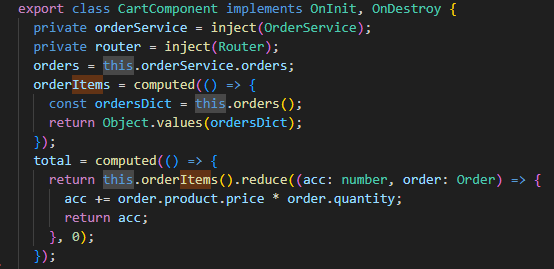 export class CartComponent implements OnInit, OnDestroy {
  private orderService = inject(OrderService);
  private router = inject(Router);
  orders = this.orderService.orders;
  orderItems = computed(() => {
    const ordersDict = this.orders();
    return Object.values(ordersDict);
  });
  total = computed(() => {
    return this.orderItems().reduce((acc: number, order: Order) => {
      acc += order.product.price * order.quantity;
      return acc;
    }, 0);
  });